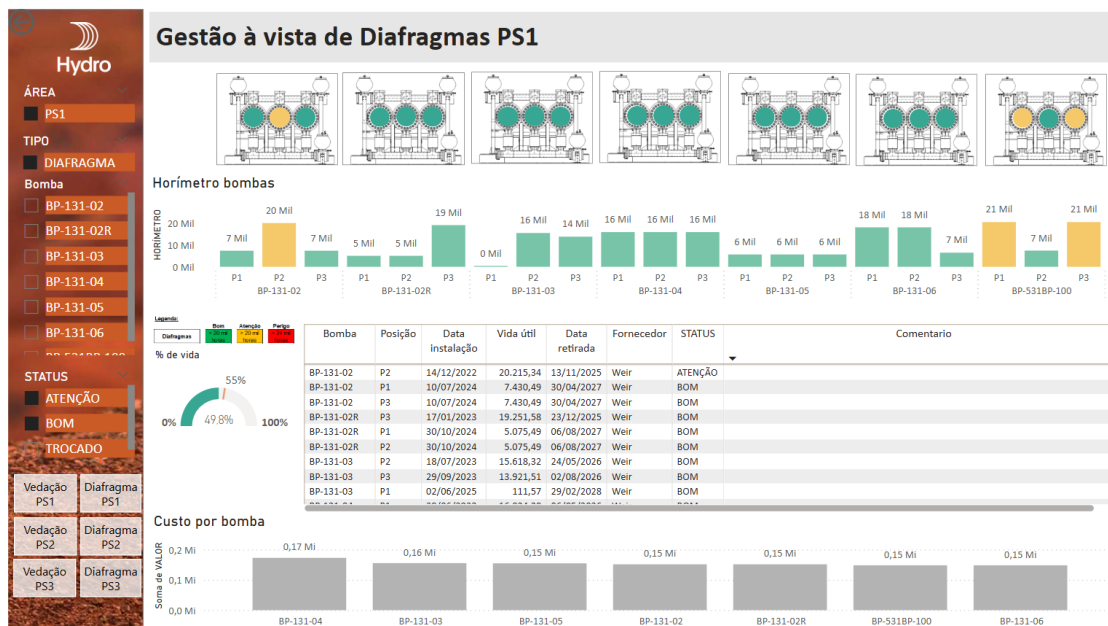 Gestão à vista de Diafragmas PS1
Hydro
ÁREA
PS1
TIPO
DIAFRAGMA
Bomba
BP-131-02
BP-131-02R
BP-131-03
BP-131-04
BP-131-05
BP-131-06
BP-531BP-100
STATUS
ATENÇÃO
BOM
TROCADO
Vedação PS1
Diafragma PS1
Vedação PS2
Diafragma PS2
Vedação PS3
Diafragma PS3
Horímetro bombas
HORÍMETRO
20 Mil
10 Mil
0 Mil
7 Mil 20 Mil 7 Mil 5 Mil 5 Mil 19 Mil 0 Mil 16 Mil 14 Mil 16 Mil 16 Mil 16 Mil 6 Mil 6 Mil 6 Mil 18 Mil 18 Mil 7 Mil 21 Mil 7 Mil 21 Mil
P1 P2 P3 P1 P2 P3 P1 P2 P3 P1 P2 P3 P1 P2 P3 P1 P2 P3 P1 P2 P3
BP-131-02 BP-131-02R BP-131-03 BP-131-04 BP-131-05 BP-131-06 BP-531BP-100
Legenda:
Bom Atenção Perigo
Diafragmas
% de vida
55%
0% 49,8% 100%
Bomba Posição Data instalação Vida útil Data retirada Fornecedor STATUS Comentario
BP-131-02 P2 14/12/2022 20.215,34 13/11/2025 Weir ATENÇÃO
BP-131-02 P1 10/07/2024 7.430,49 30/04/2027 Weir BOM
BP-131-02 P3 10/07/2024 7.430,49 30/04/2027 Weir BOM
BP-131-02R P3 17/01/2023 19.251,58 23/12/2025 Weir BOM
BP-131-02R P1 30/10/2024 5.075,49 06/08/2027 Weir BOM
BP-131-02R P2 30/10/2024 5.075,49 06/08/2027 Weir BOM
BP-131-03 P2 18/07/2023 15.618,32 24/05/2026 Weir BOM
BP-131-03 P3 29/09/2023 13.921,51 02/08/2026 Weir BOM
BP-131-03 P1 02/06/2025 111,57 29/02/2028 Weir BOM
Custo por bomba
Soma de VALOR
0,2 Mi
0,1 Mi
0,0 Mi
0,17 Mi 0,16 Mi 0,15 Mi 0,15 Mi 0,15 Mi 0,15 Mi 0,15 Mi
BP-131-04 BP-131-03 BP-131-05 BP-131-02 BP-131-02R BP-531BP-100 BP-131-06